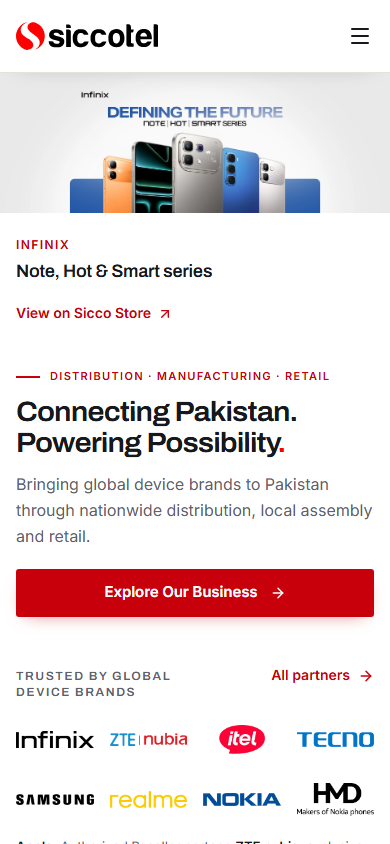 siccotel
Infinix
DEFINING THE FUTURE
NOTE | HOT | SMART SERIES
INFINIX
Note, Hot & Smart series
View on Sicco Store
DISTRIBUTION · MANUFACTURING · RETAIL
Connecting Pakistan.
Powering Possibility.
Bringing global device brands to Pakistan
through nationwide distribution, local assembly
and retail.
Explore Our Business
TRUSTED BY GLOBAL
DEVICE BRANDS
All partners
Infinix ZTE nubia itel TECNO
SAMSUNG realme NOKIA HMD
Makers of Nokia phones